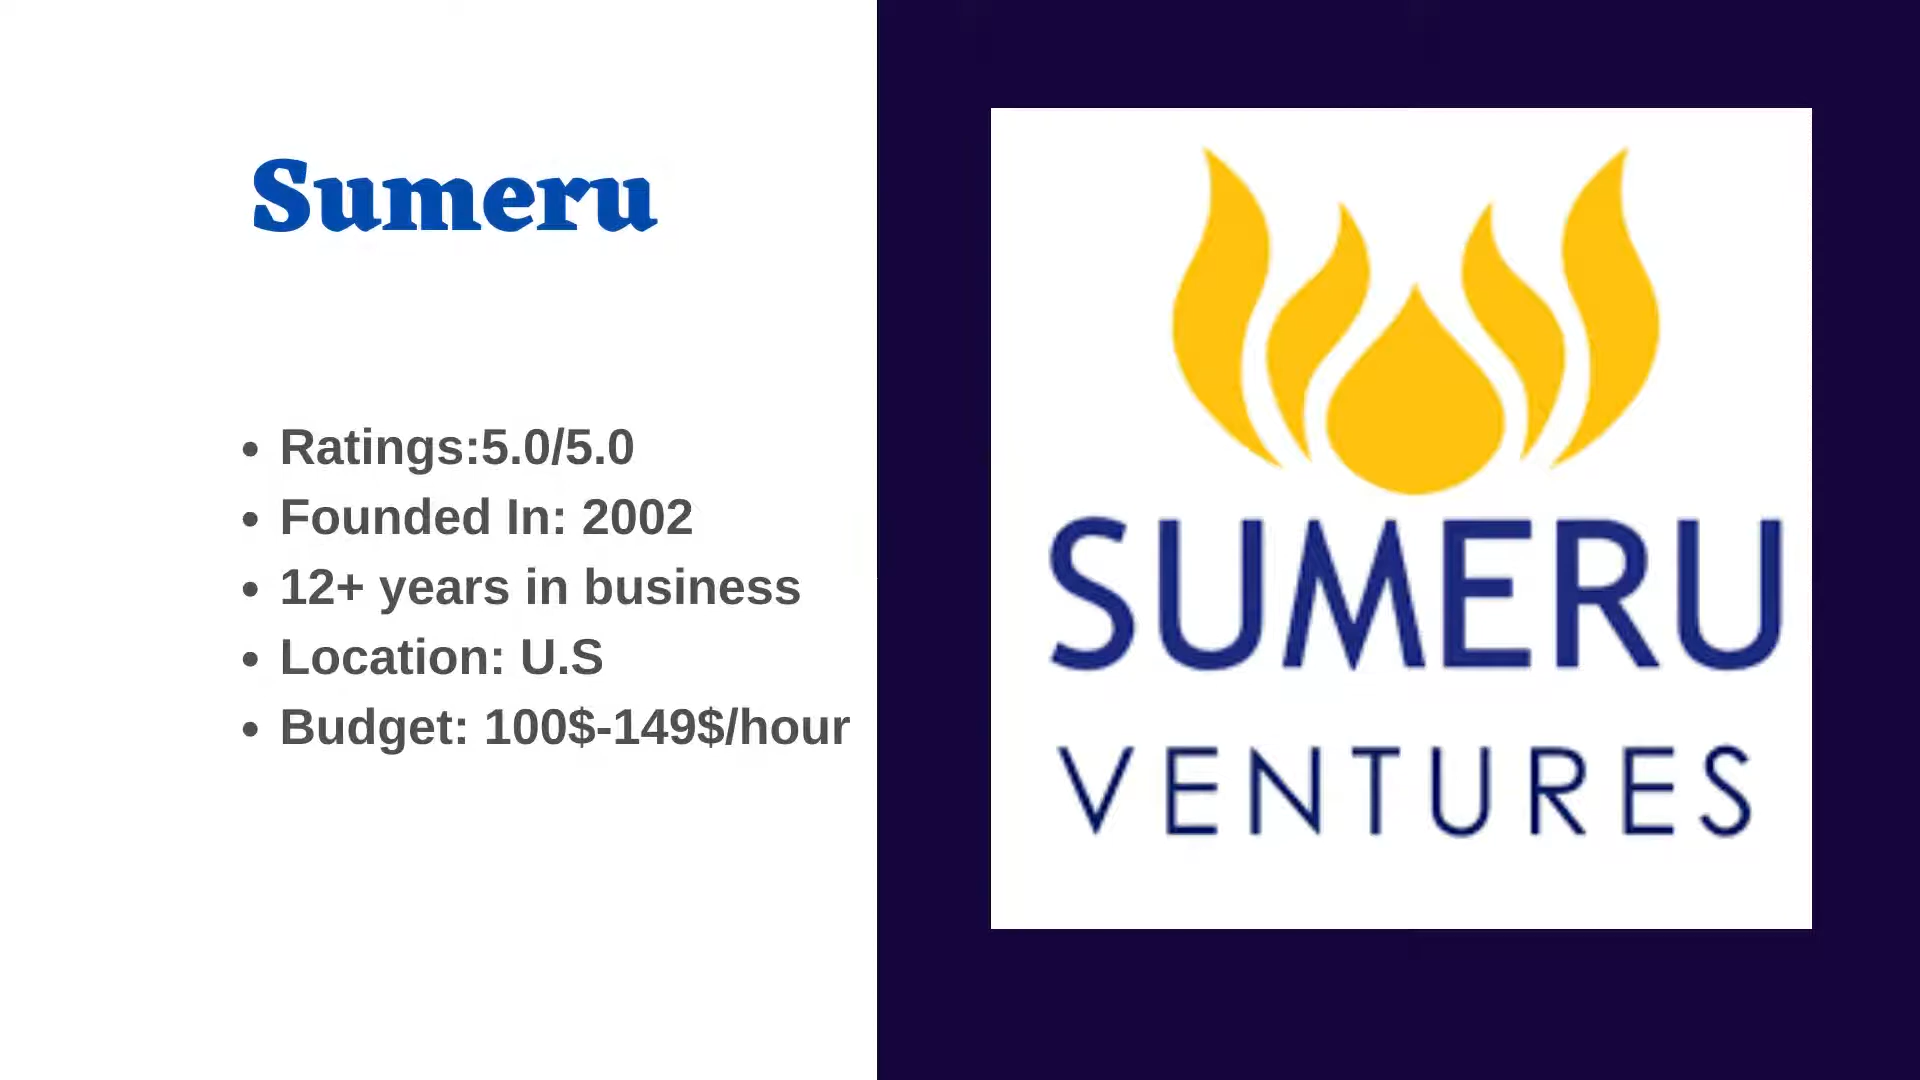 Sumeru
• Ratings:5.0/5.0
• Founded In: 2002
• 12+ years in business
• Location: U.S
• Budget: 100$-149$/hour
SUMERU
VENTURES